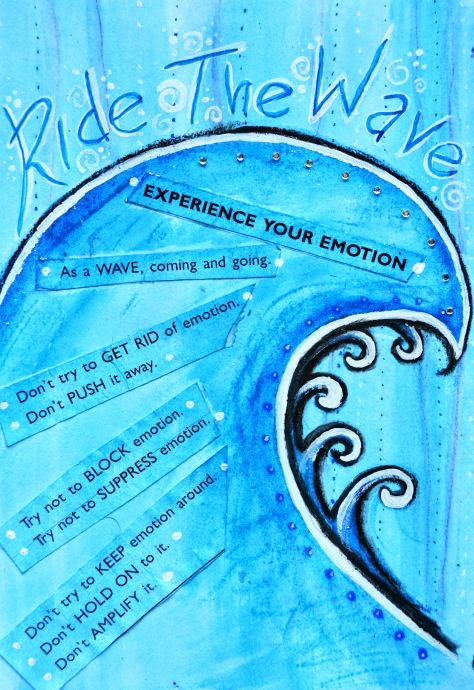 Ride The Wave
EXPERIENCE YOUR EMOTION
As a WAVE, coming and going.
Don't try to GET RID of emotion.
Don't PUSH it away.
Try not to BLOCK emotion.
Try not to SUPPRESS emotion.
Don't try to KEEP emotion around.
Don't HOLD ON to it.
Don't AMPLIFY it.